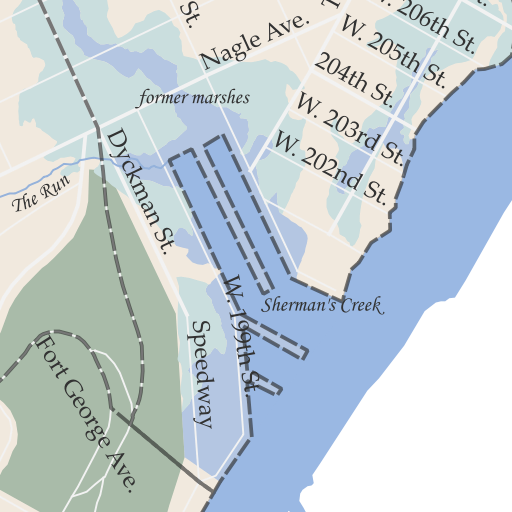 St.
W. 206th St.
St.
Nagle Ave.
W. 205th St.
204th St.
former marshes
W. 203rd St.
W. 202nd St.
Dyckman St.
The Run
Sherman's Creek
W. 199th St.
Speedway
Fort George Ave.